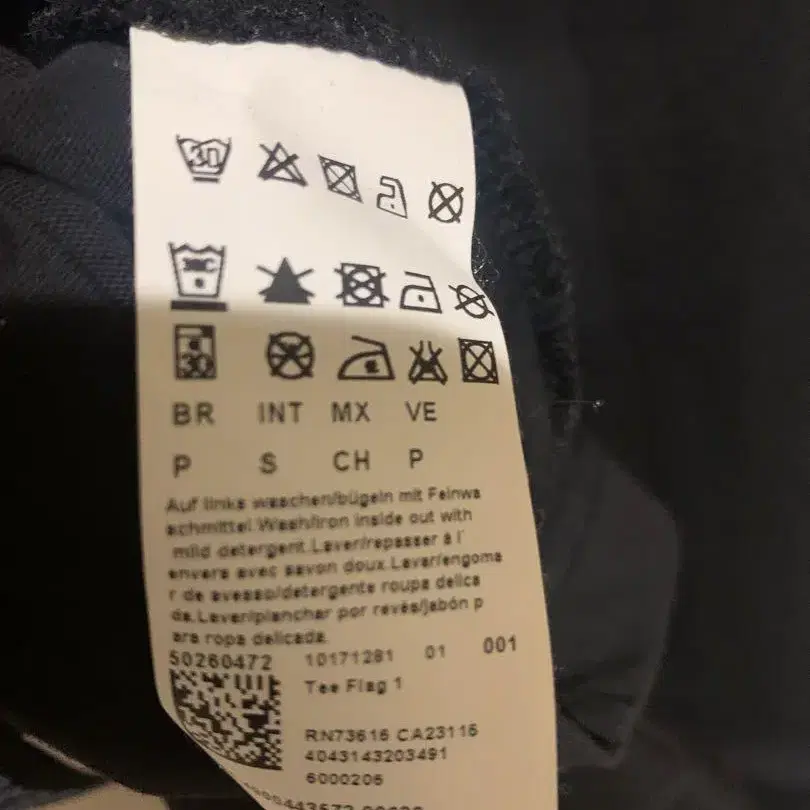 30
30
BR INT MX VE
P S CH P
Auf links waschen/bügeln mit Feinwa
schmittel.Wash/iron inside out with
mild detergent.Laver/repasser à l'
envers avec savon doux.Lavar/engoma
r de avesso/detergente roupa delica
da.Lavar/planchar por revés/jabón p
ara ropa delicada.
50260472 10171281 01 001
Tee Flag 1
RN73616 CA23115
4043143203491
6000205